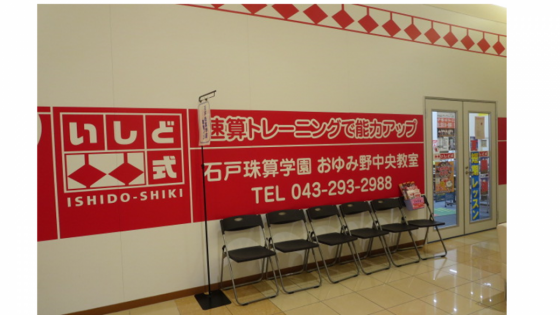 いしど
式
ISHIDO-SHIKI
速算トレーニングで能力アップ
石戸珠算学園 おゆみ野中央教室
TEL 043-293-2988